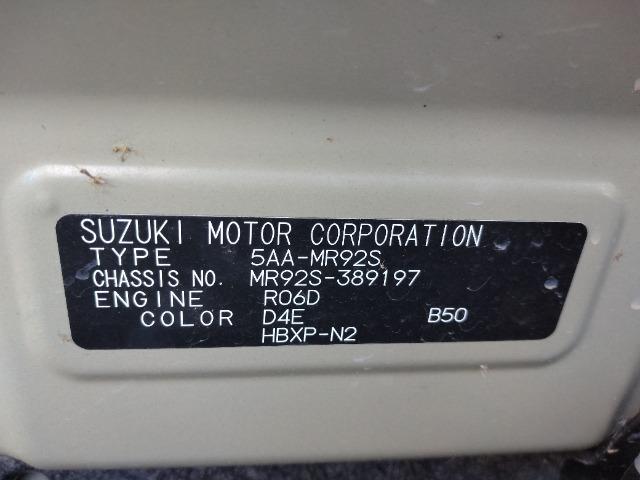 SUZUKI MOTOR CORPORATION
TYPE 5AA-MR92S
CHASSIS NO. MR92S-389197
ENGINE R06D
COLOR D4E B50
HBXP-N2